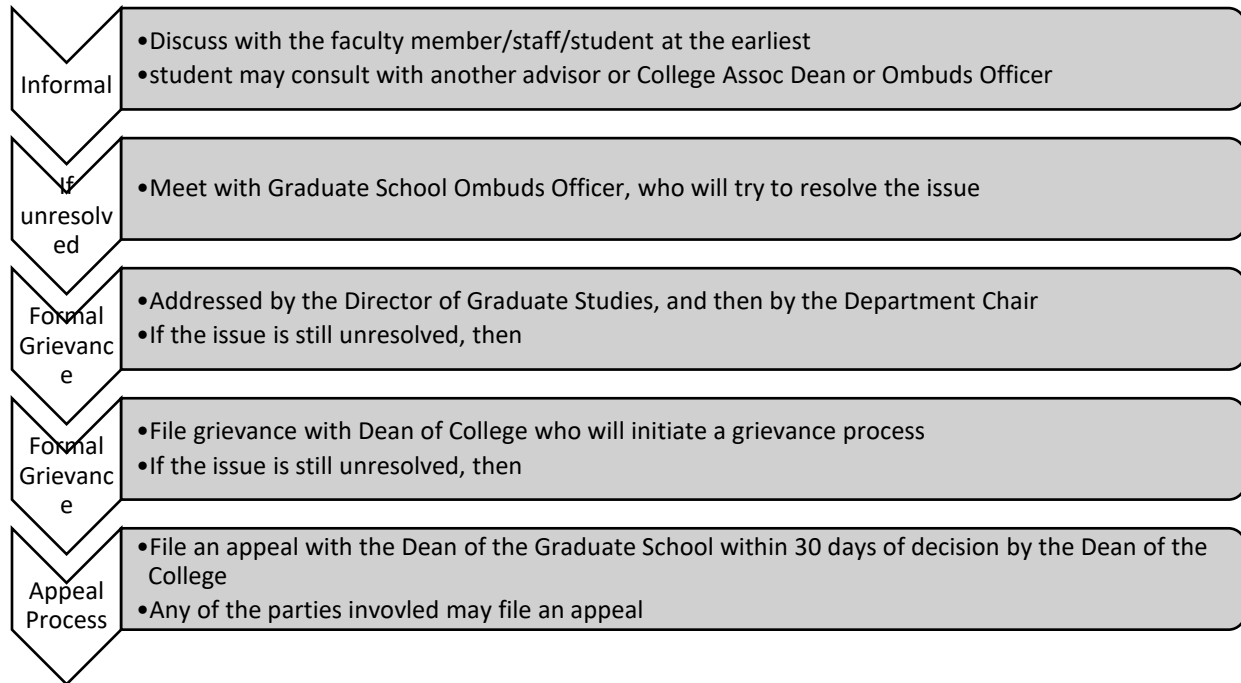 Informal
•Discuss with the faculty member/staff/student at the earliest
•student may consult with another advisor or College Assoc Dean or Ombuds Officer
If
unresolv
ed
•Meet with Graduate School Ombuds Officer, who will try to resolve the issue
Formal
Grievanc
e
•Addressed by the Director of Graduate Studies, and then by the Department Chair
•If the issue is still unresolved, then
Formal
Grievanc
e
•File grievance with Dean of College who will initiate a grievance process
•If the issue is still unresolved, then
Appeal
Process
•File an appeal with the Dean of the Graduate School within 30 days of decision by the Dean of the
College
•Any of the parties invovled may file an appeal